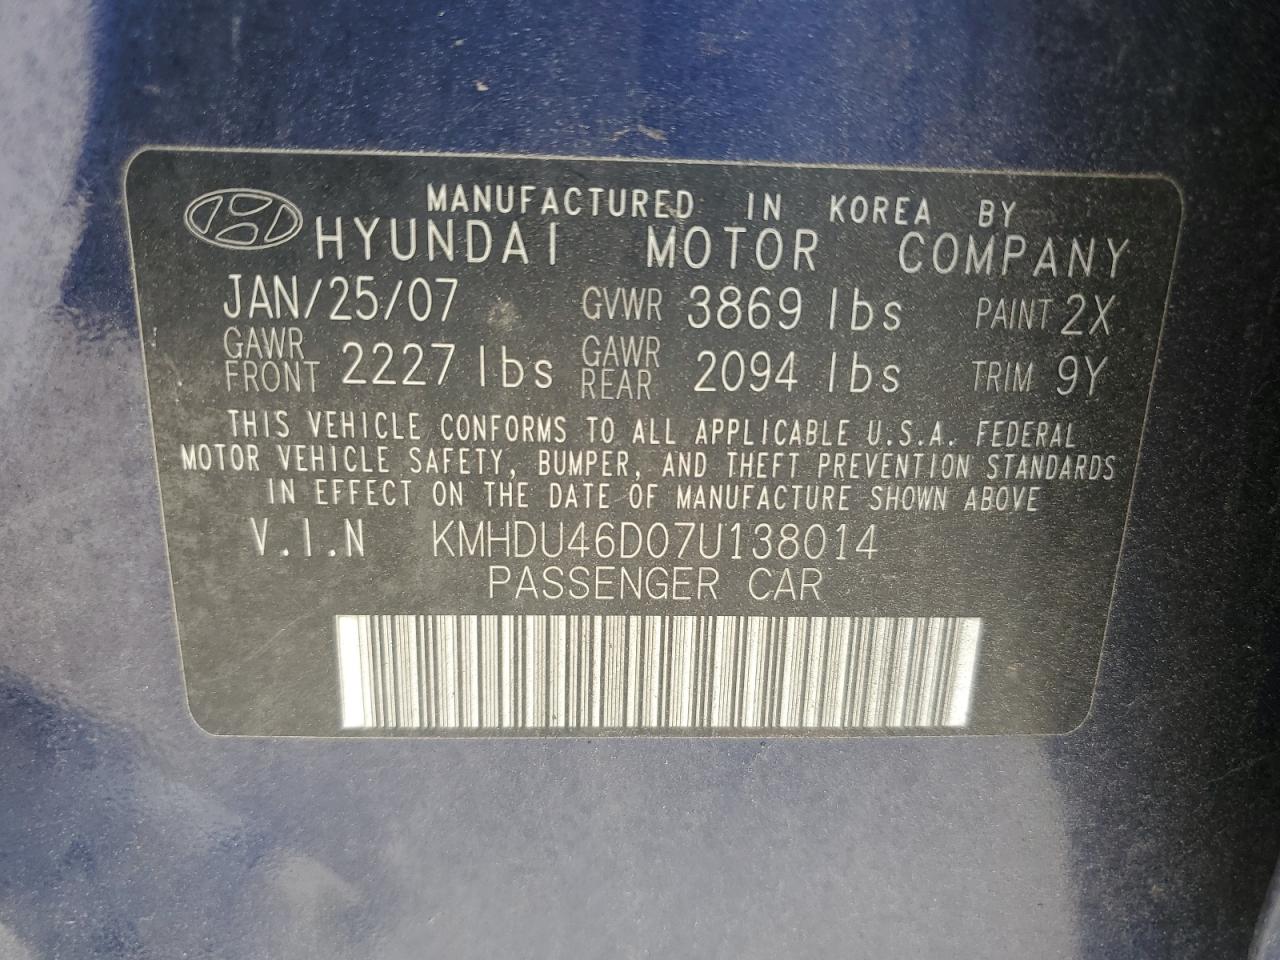 MANUFACTURED IN KOREA BY
HYUNDAI MOTOR COMPANY
JAN/25/07 GVWR 3869 lbs PAINT 2X
GAWR FRONT 2227 lbs GAWR REAR 2094 lbs TRIM 9Y
THIS VEHICLE CONFORMS TO ALL APPLICABLE U.S.A. FEDERAL
MOTOR VEHICLE SAFETY, BUMPER, AND THEFT PREVENTION STANDARDS
IN EFFECT ON THE DATE OF MANUFACTURE SHOWN ABOVE
V.I.N KMHDU46D07U138014
PASSENGER CAR